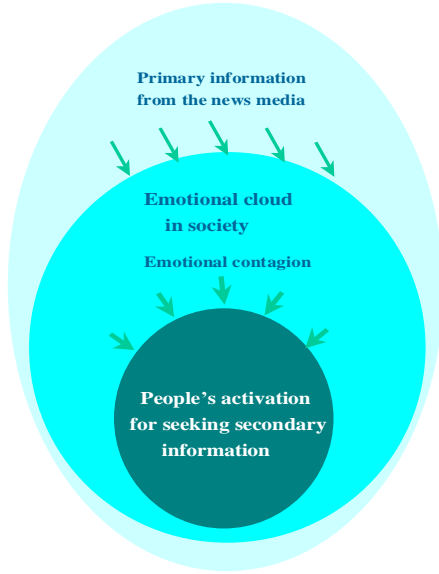 Primary information
from the news media
Emotional cloud
in society
Emotional contagion
People’s activation
for seeking secondary
information